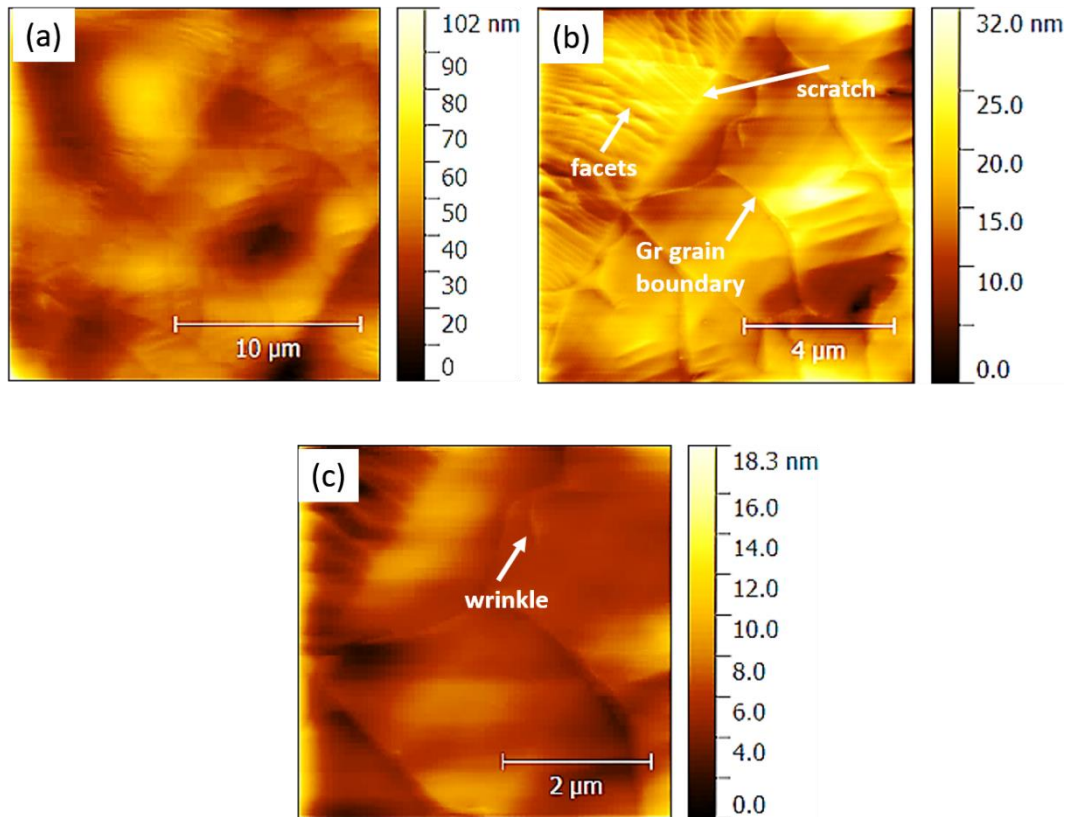 (a)
102 nm
90
80
70
60
50
40
30
20
10
0
10 µm
(b)
scratch
facets
Gr grain
boundary
4 µm
32.0 nm
25.0
20.0
15.0
10.0
0.0
(c)
wrinkle
2 µm
18.3 nm
16.0
14.0
12.0
10.0
8.0
6.0
4.0
0.0